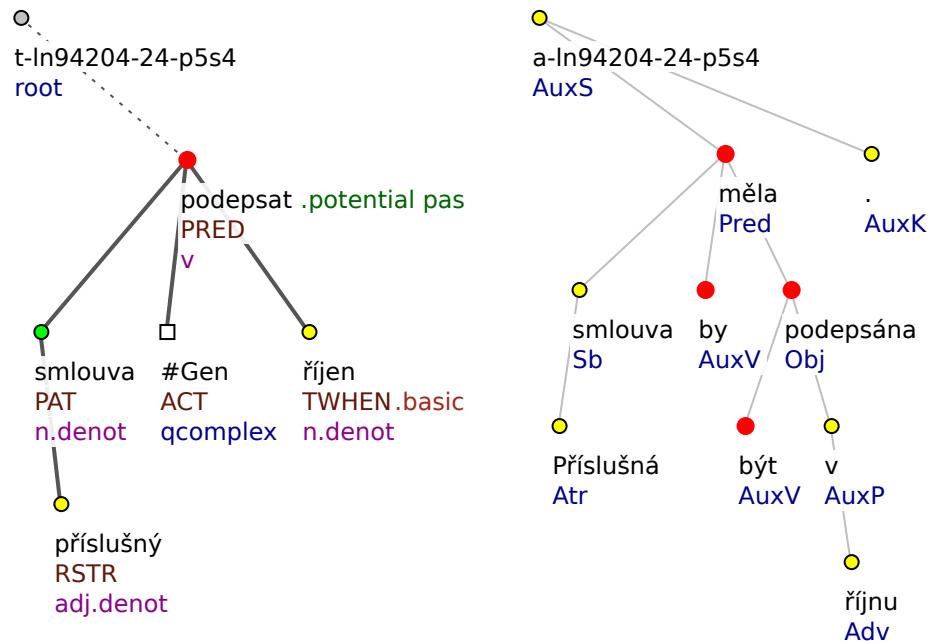 t-ln94204-24-p5s4
root
podepsat .potential pas
PRED
v
smlouva
PAT
n.denot
#Gen
ACT
qcomplex
říjen
TWHEN.basic
n.denot
příslušný
RSTR
adj.denot
a-ln94204-24-p5s4
AuxS
měla
Pred
.
AuxK
smlouva
Sb
by
AuxV
podepsána
Obj
Příslušná
Atr
být
AuxV
v
AuxP
říjnu
Adv